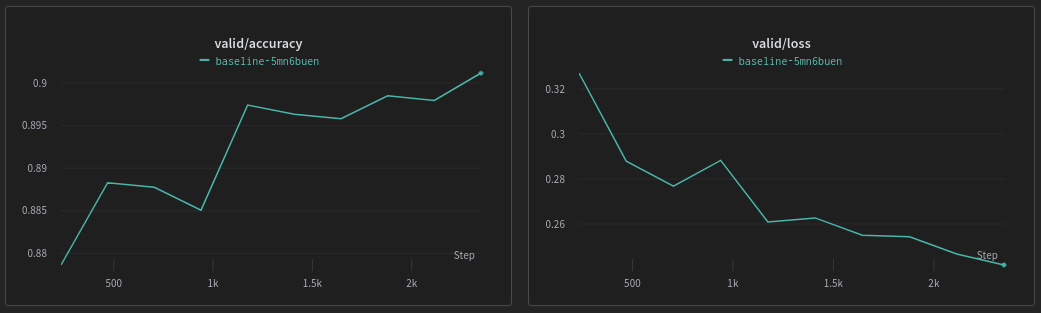 valid/accuracy
baseline-5mn6buen
0.9
0.895
0.89
0.885
0.88
Step
500
1k
1.5k
2k
valid/loss
baseline-5mn6buen
0.32
0.3
0.28
0.26
Step
500
1k
1.5k
2k